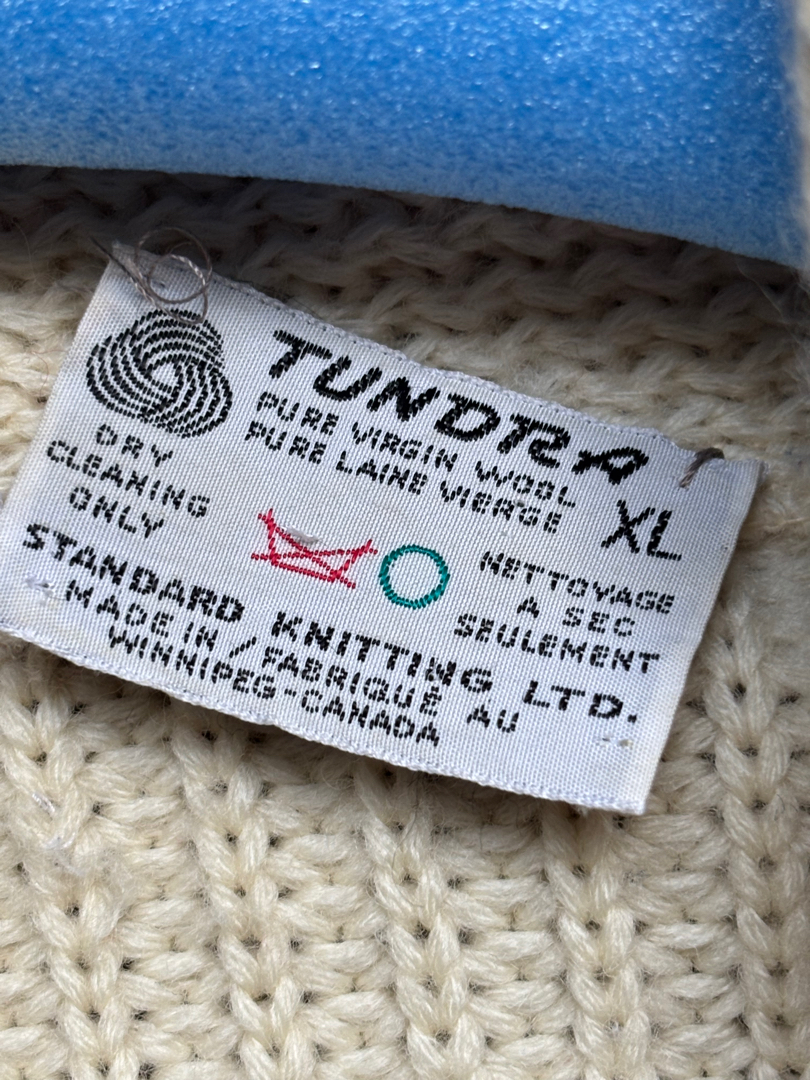 TUNDRA
PURE VIRGIN WOOL
PURE LAINE VIERGE
XL
DRY
CLEANING
ONLY
NETTOYAGE
A SEC
SEULEMENT
STANDARD KNITTING LTD.
MADE IN / FABRIQUÉ AU
WINNIPEG-CANADA